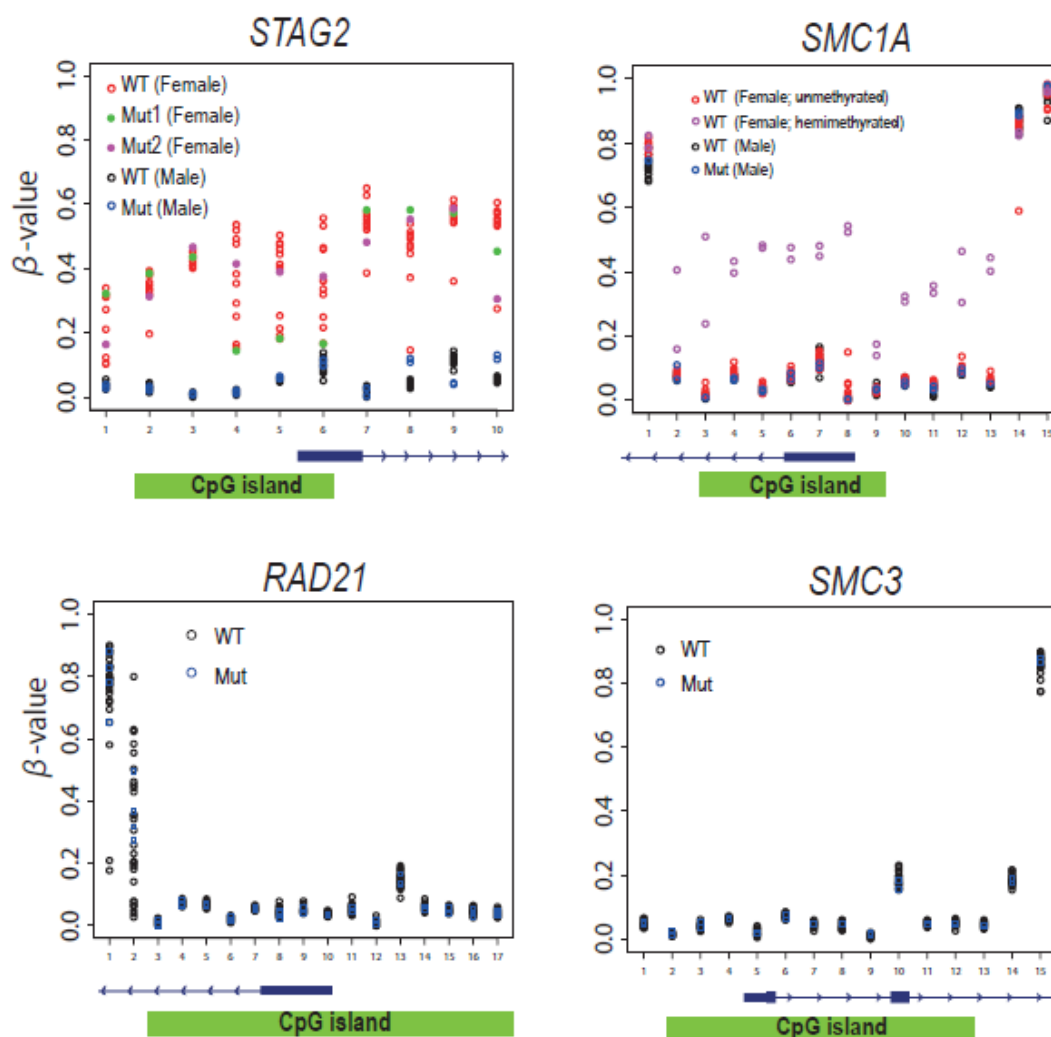 STAG2
β-value
1.0
0.8
0.6
0.4
0.2
0.0
WT (Female)
Mut1 (Female)
Mut2 (Female)
WT (Male)
Mut (Male)
1 2 3 4 5 6 7 8 9 10
CpG island
SMC1A
1.0
0.8
0.6
0.4
0.2
0.0
WT (Female; unmethyrated)
WT (Female; hemimethyrated)
WT (Male)
Mut (Male)
1 2 3 4 5 6 7 8 9 10 11 12 13 14 15
CpG island
RAD21
β-value
1.0
0.8
0.6
0.4
0.2
0.0
WT
Mut
1 2 3 4 5 6 7 8 9 10 11 12 13 14 15 16 17
CpG island
SMC3
1.0
0.8
0.6
0.4
0.2
0.0
WT
Mut
1 2 3 4 5 6 7 8 9 10 11 12 13 14 15
CpG island